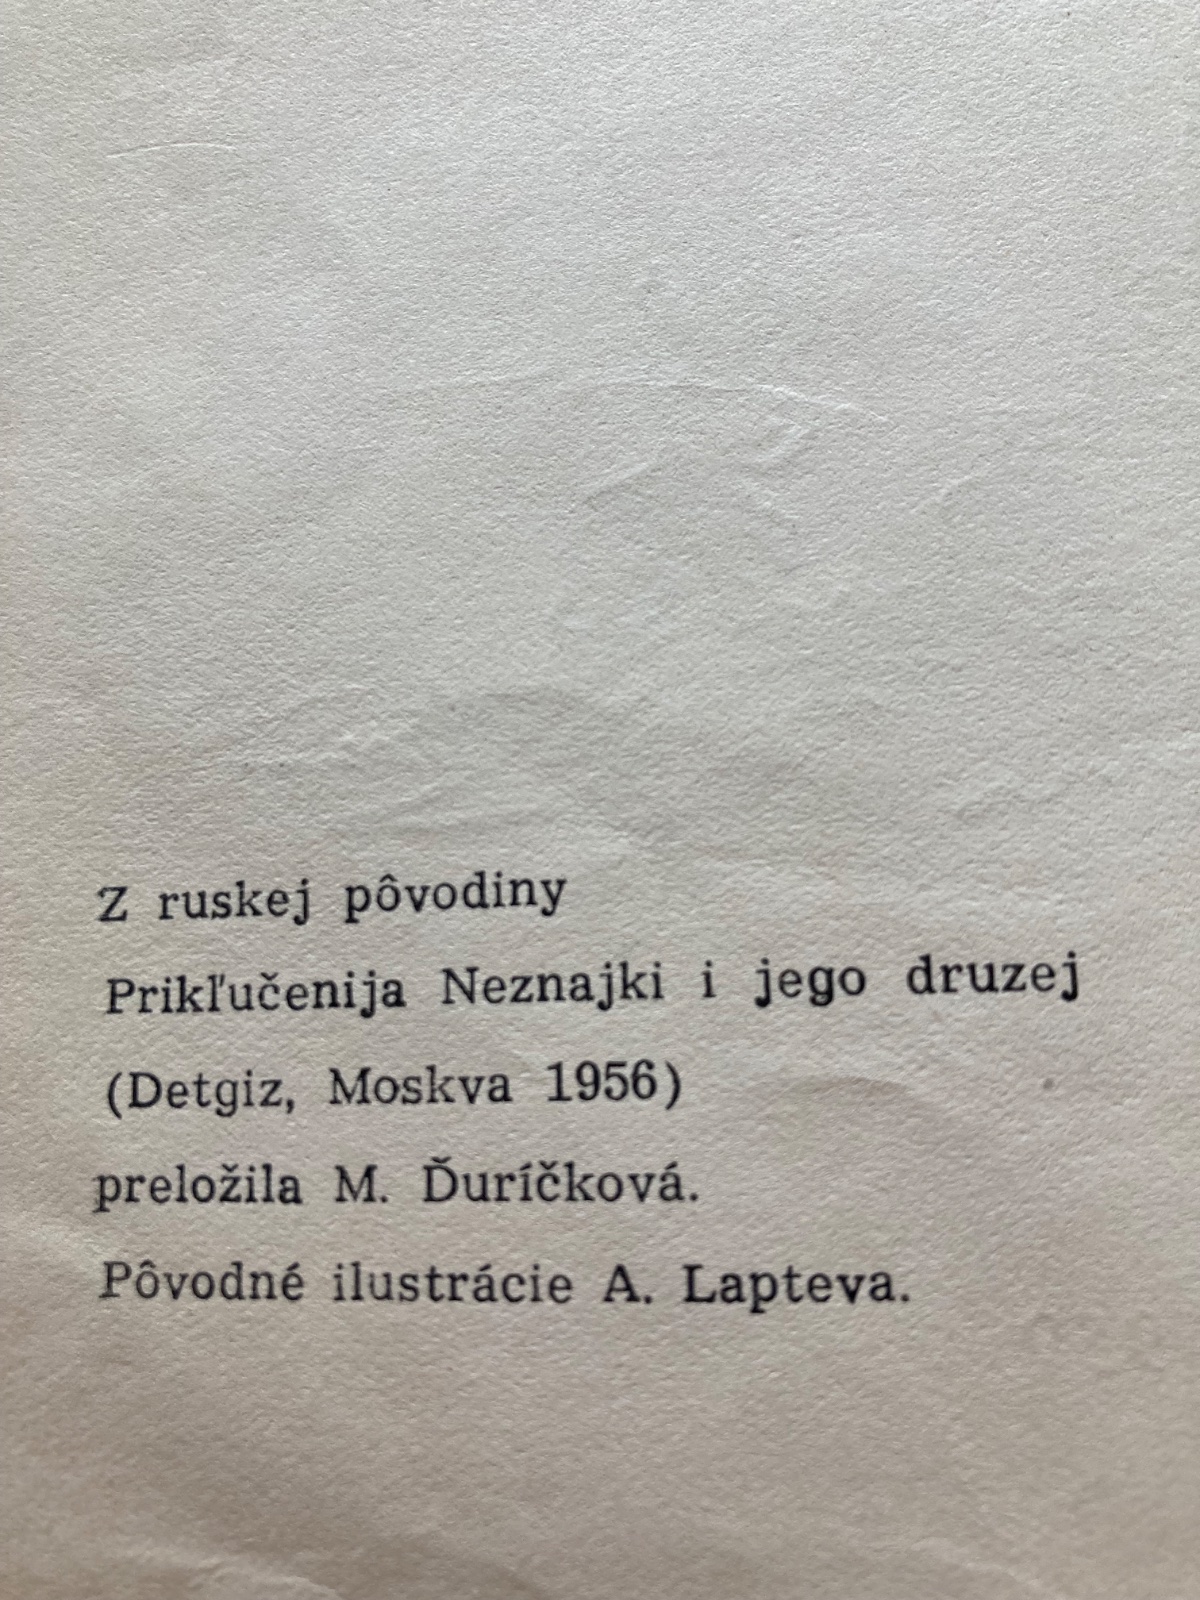 Z ruskej pôvodiny
Prikľučenija Neznajki i jego druzej
(Detgiz, Moskva 1956)
preložila M. Ďuríčková.
Pôvodné ilustrácie A. Lapteva.